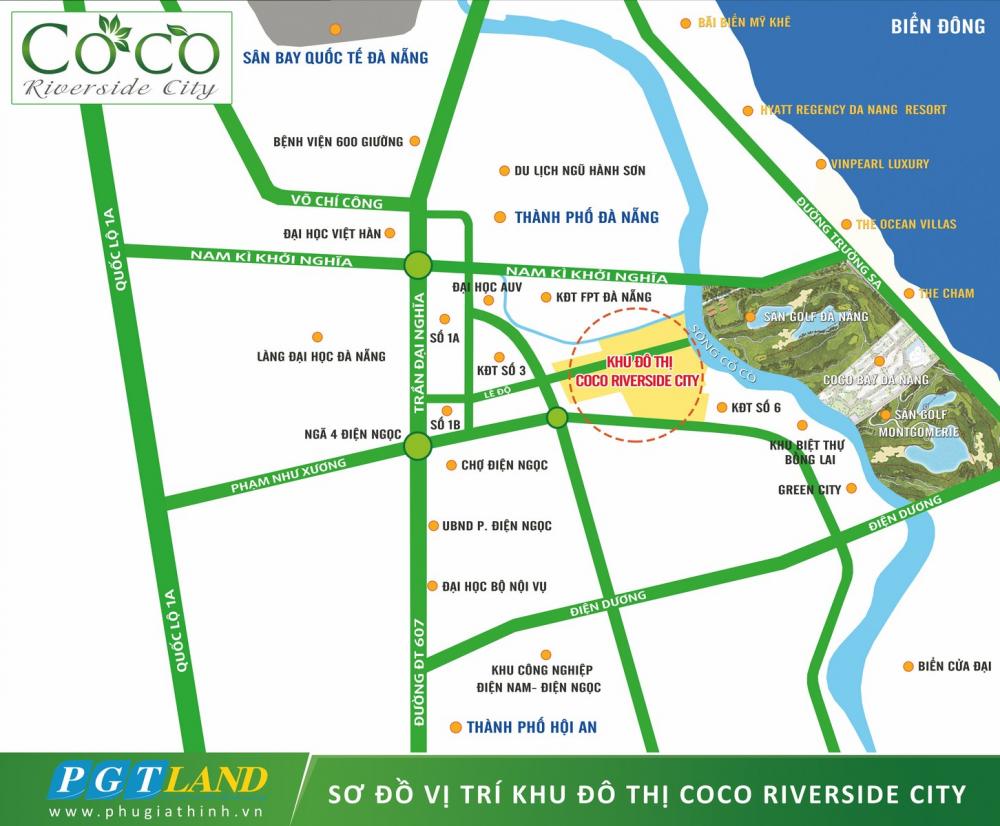 Coco
Riverside City
SÂN BAY QUỐC TẾ ĐÀ NẴNG
BÃI BIỂN MỸ KHÊ
BIỂN ĐÔNG
HYATT REGENCY DA NANG RESORT
BỆNH VIỆN 600 GIƯỜNG
VINPEARL LUXURY
DU LỊCH NGŨ HÀNH SƠN
VÕ CHÍ CÔNG
THÀNH PHỐ ĐÀ NẴNG
ĐƯỜNG TRƯỜNG SA
THE OCEAN VILLAS
ĐẠI HỌC VIỆT HÀN
QUỐC LỘ 1A
NAM KÌ KHỞI NGHĨA
NAM KÌ KHỞI NGHĨA
ĐẠI HỌC AUV
KĐT FPT ĐÀ NẴNG
THE CHAM
SÂN GOLF ĐÀ NẴNG
TRẦN ĐẠI NGHĨA
SỐ 1A
LÀNG ĐẠI HỌC ĐÀ NẴNG
KĐT SỐ 3
KHU ĐÔ THỊ
COCO RIVERSIDE CITY
SÔNG CỔ CÒ
COCO BAY ĐÀ NẴNG
LÊ ĐỘ
SỐ 1B
KĐT SỐ 6
SÂN GOLF
MONTGOMERIE
NGÃ 4 ĐIỆN NGỌC
KHU BIỆT THỰ
BỒNG LAI
PHẠM NHƯ XƯƠNG
CHỢ ĐIỆN NGỌC
GREEN CITY
ĐIỆN DƯƠNG
UBND P. ĐIỆN NGỌC
ĐẠI HỌC BỘ NỘI VỤ
ĐIỆN DƯƠNG
QUỐC LỘ 1A
ĐƯỜNG ĐT 607
KHU CÔNG NGHIỆP
ĐIỆN NAM- ĐIỆN NGỌC
BIỂN CỬA ĐẠI
THÀNH PHỐ HỘI AN
PGT LAND
www.phugiathinh.vn
SƠ ĐỒ VỊ TRÍ KHU ĐÔ THỊ COCO RIVERSIDE CITY